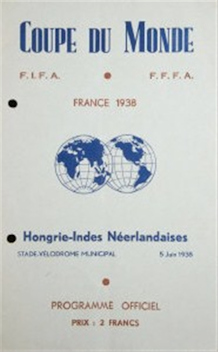 COUPE DU MONDE
F. I. F. A. F. F. F. A.
FRANCE 1938
Hongrie-Indes Néerlandaises
STADE-VÉLODROME MUNICIPAL 5 Juin 1938
PROGRAMME OFFICIEL
PRIX : 2 FRANCS